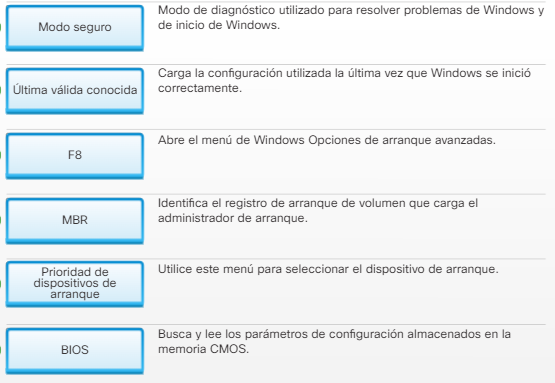 Modo seguro
Modo de diagnóstico utilizado para resolver problemas de Windows y
de inicio de Windows.
Última válida conocida
Carga la configuración utilizada la última vez que Windows se inició
correctamente.
F8
Abre el menú de Windows Opciones de arranque avanzadas.
MBR
Identifica el registro de arranque de volumen que carga el
administrador de arranque.
Prioridad de
dispositivos de
arranque
Utilice este menú para seleccionar el dispositivo de arranque.
BIOS
Busca y lee los parámetros de configuración almacenados en la
memoria CMOS.